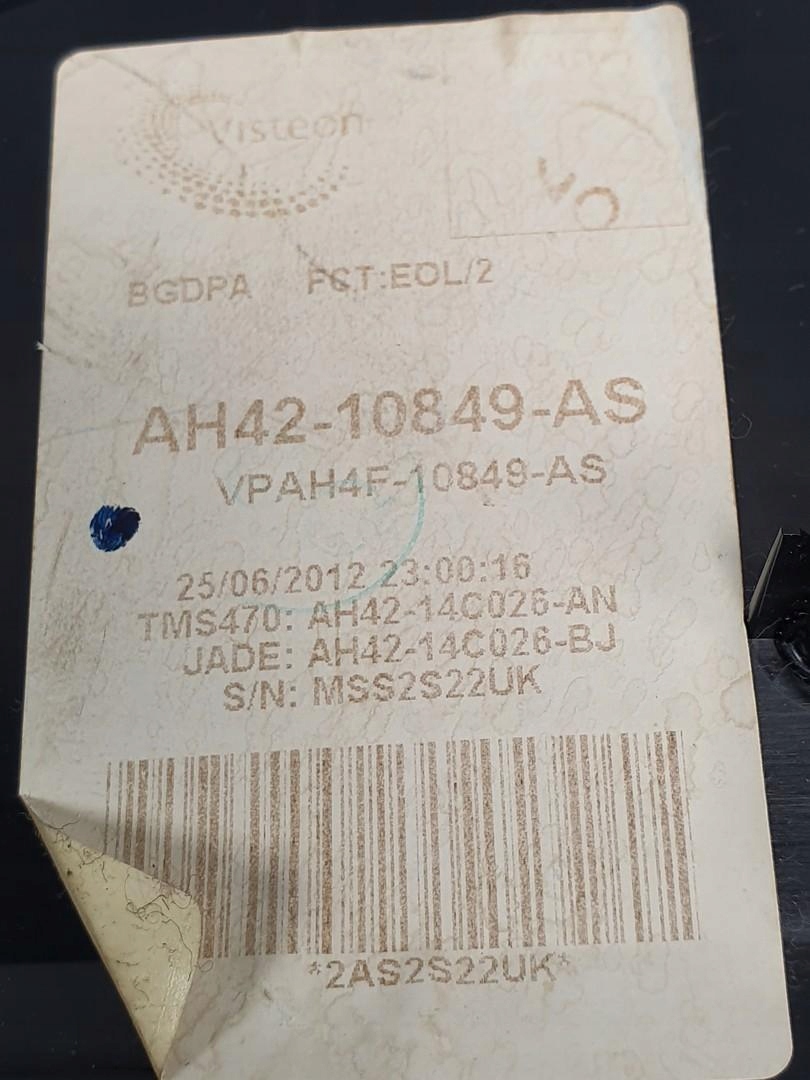 Visteon
BGDPA FCT:EOL/2
AH42-10849-AS
VPAH4F-10849-AS
25/06/2012 23:00:16
TMS470: AH42-14C026-AN
JADE: AH42-14C026-BJ
S/N: MSS2S22UK
*2AS2S22UK*